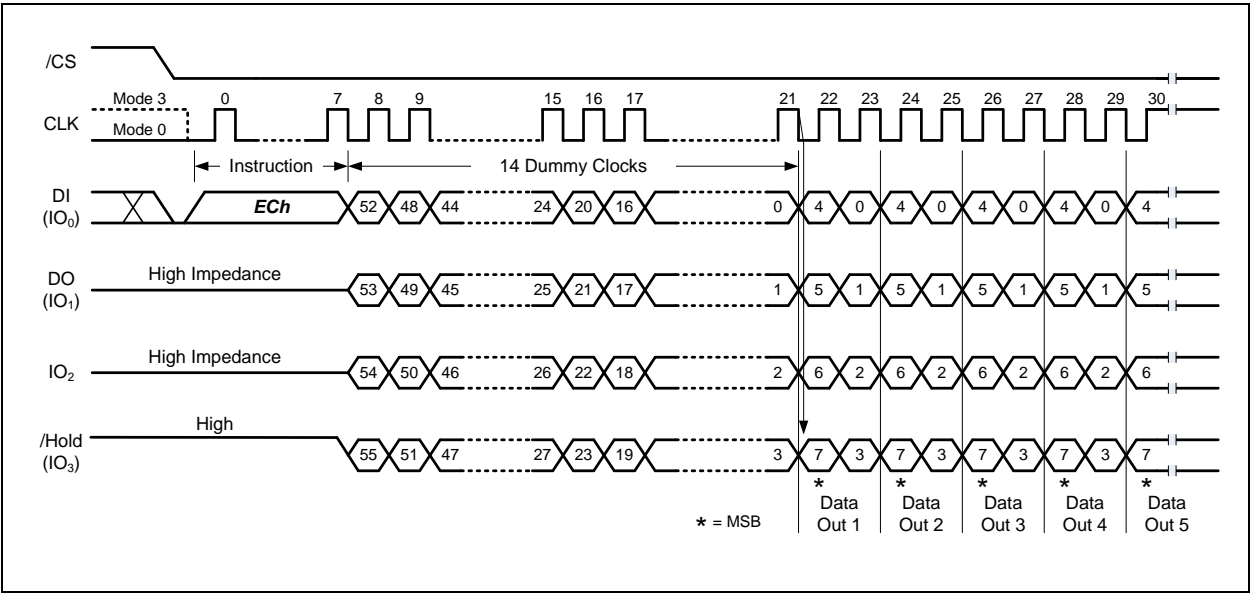 /CS
Mode 3 0 7 8 9 15 16 17 21 22 23 24 25 26 27 28 29 30
CLK
Mode 0
Instruction 14 Dummy Clocks
DI
(IO0)
ECh 52 48 44 24 20 16 0 4 0 4 0 4 0 4 0 4
DO
(IO1)
High Impedance
53 49 45 25 21 17 1 5 1 5 1 5 1 5 1 5
IO2
High Impedance
54 50 46 26 22 18 2 6 2 6 2 6 2 6 2 6
/Hold
(IO3)
High
55 51 47 27 23 19 3 7 3 7 3 7 3 7 3 7
* * * * *
Data Data Data Data Data
* = MSB Out 1 Out 2 Out 3 Out 4 Out 5